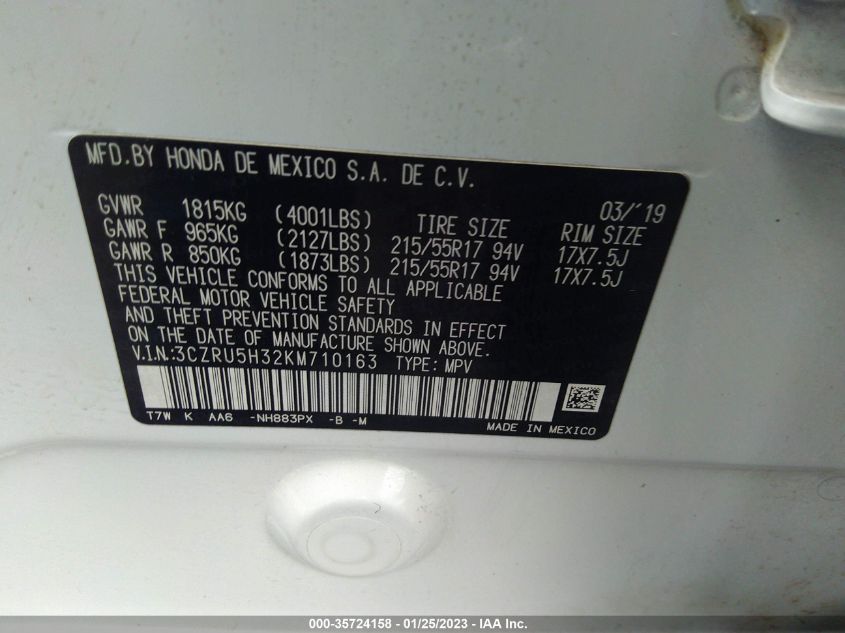 MFD.BY HONDA DE MEXICO S.A. DE C.V.
GVWR 1815KG (4001LBS) TIRE SIZE 03/'19 RIM SIZE
GAWR F 965KG (2127LBS) 215/55R17 94V 17X7.5J
GAWR R 850KG (1873LBS) 215/55R17 94V 17X7.5J
THIS VEHICLE CONFORMS TO ALL APPLICABLE
FEDERAL MOTOR VEHICLE SAFETY
AND THEFT PREVENTION STANDARDS IN EFFECT
ON THE DATE OF MANUFACTURE SHOWN ABOVE.
V.I.N.:3CZRU5H32KM710163 TYPE: MPV
T7W K AA6 -NH883PX -B -M MADE IN MEXICO
000-35724158 - 01/25/2023 - IAA Inc.